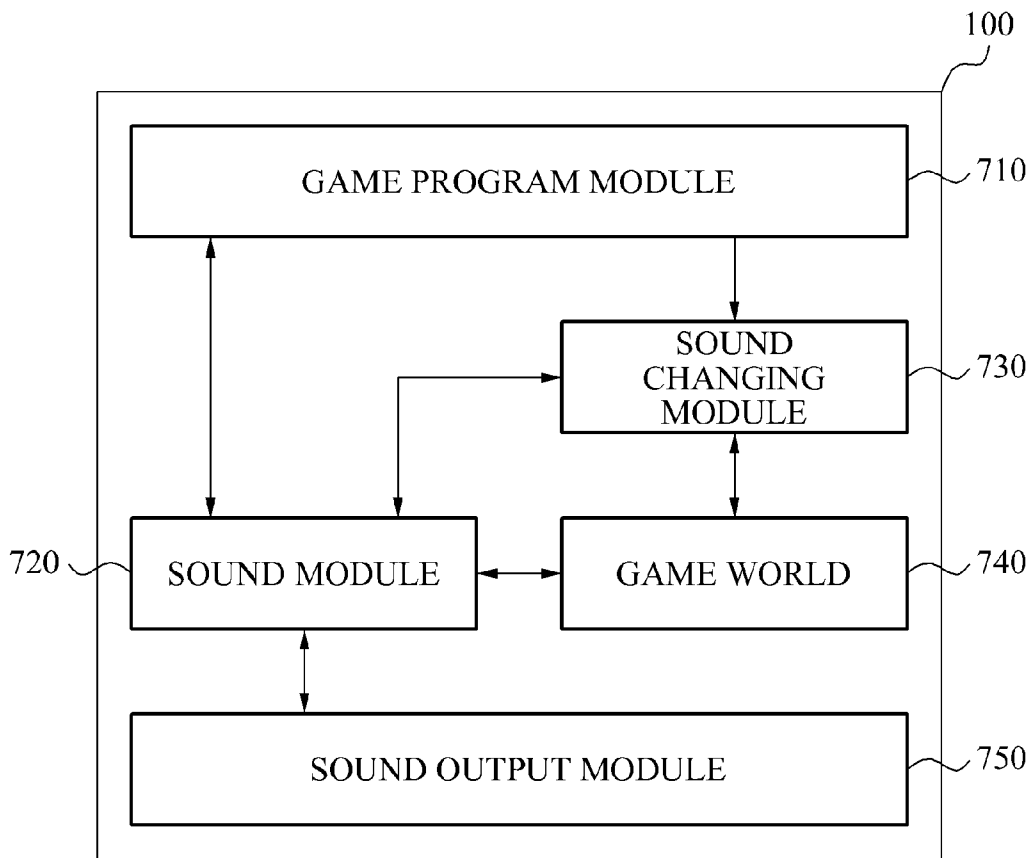 100
GAME PROGRAM MODULE
710
SOUND
CHANGING
MODULE
730
720
SOUND MODULE
GAME WORLD
740
SOUND OUTPUT MODULE
750